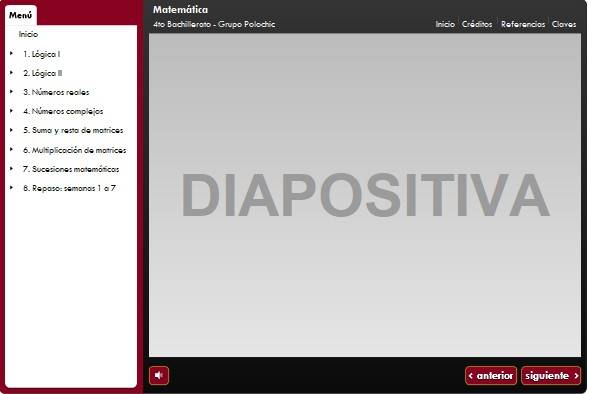 Menú
Inicio
1. Lógica I
2. Lógica II
3. Números reales
4. Números complejos
5. Suma y resta de matrices
6. Multiplicación de matrices
7. Sucesiones matemáticas
8. Repaso: semanas 1 a 7
Matemática
4to Bachillerato - Grupo Polochic
Inicio Créditos Referencias Claves
DIAPOSITIVA
anterior siguiente